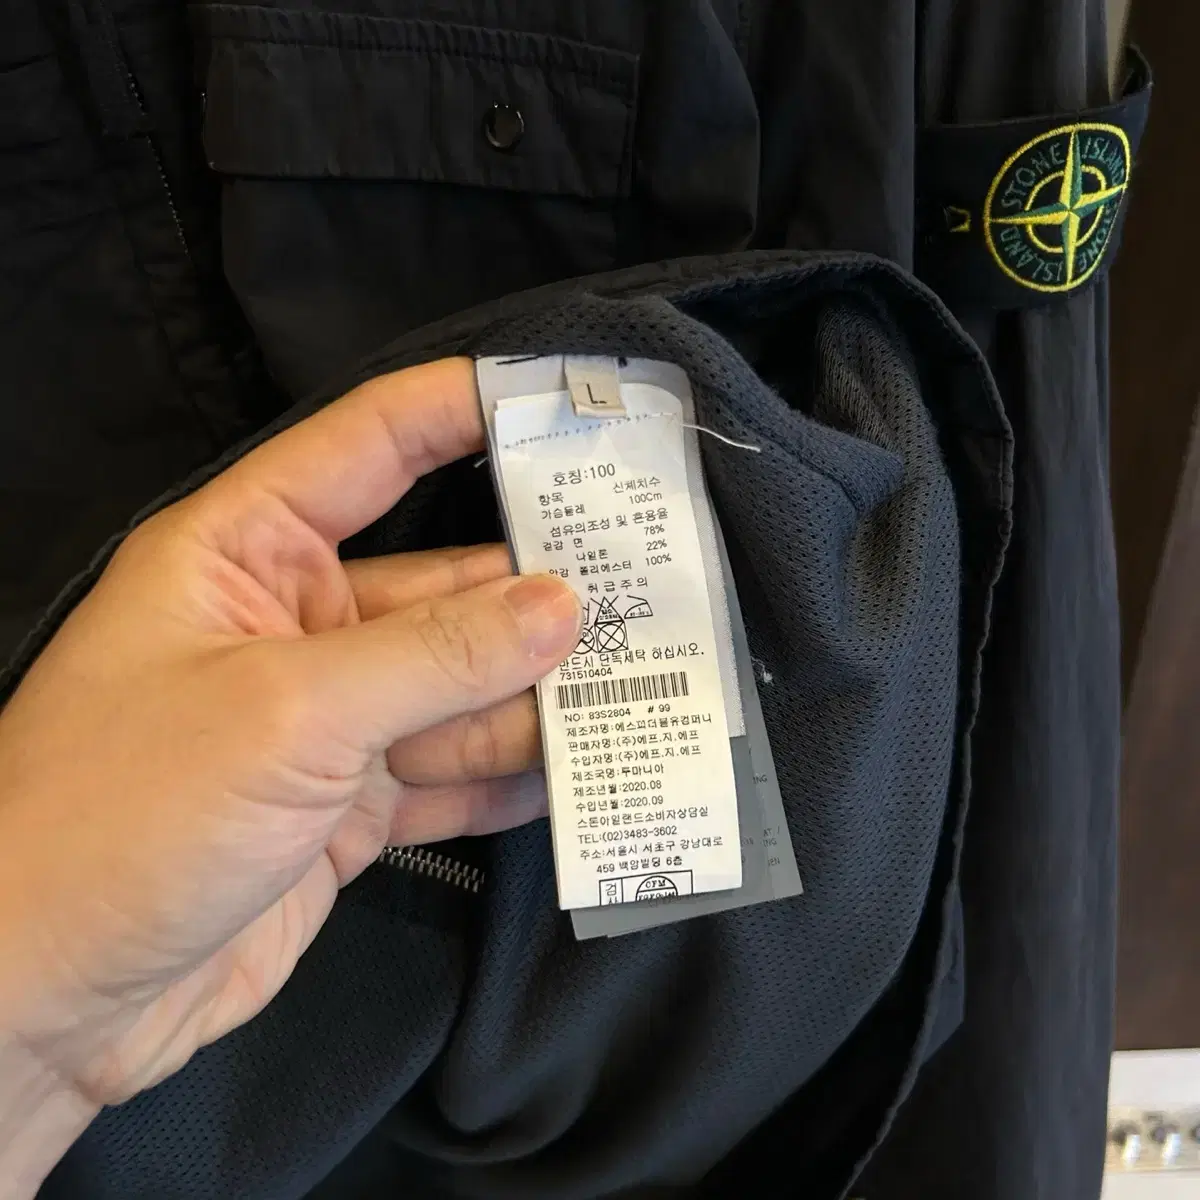 STONE ISLAND
STONE ISLAND
L
호칭:100
항목 신체치수
가슴둘레 100Cm
섬유의조성 및 혼용율
겉감 면 78%
나일론 22%
안감 폴리에스터 100%
취급주의
반드시 단독세탁 하십시오.
731510404
NO: 83S2804 # 99
제조자명:에스피더블유컴퍼니
판매자명:(주)에프.지.에프
수입자명:(주)에프.지.에프
제조국명:루마니아
제조년월:2020.08
수입년월:2020.09
스톤아일랜드소비자상담실
TEL:(02)3483-3602
주소:서울시 서초구 강남대로
459 백암빌딩 6층
검